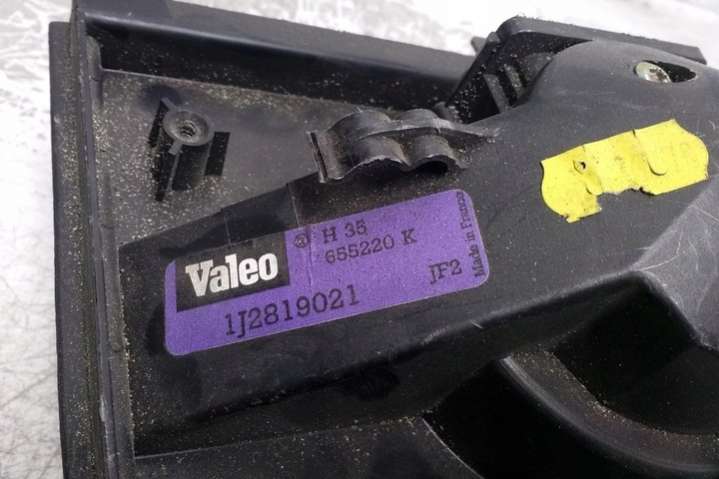 Valeo
H 35
655220 K
1J2819021
JF2
Made in France